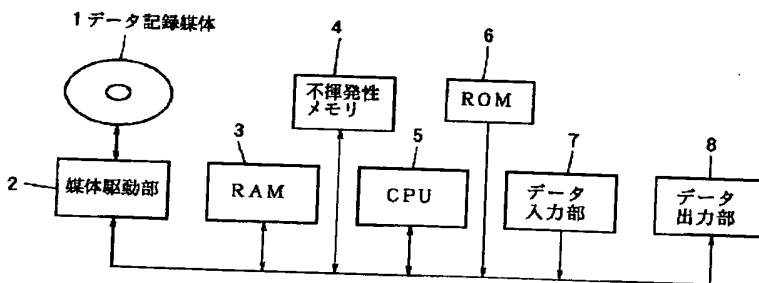 1 データ記録媒体
2 媒体駆動部
3
RAM
4
不揮発性
メモリ
5
CPU
6
ROM
7
データ
入力部
8
データ
出力部